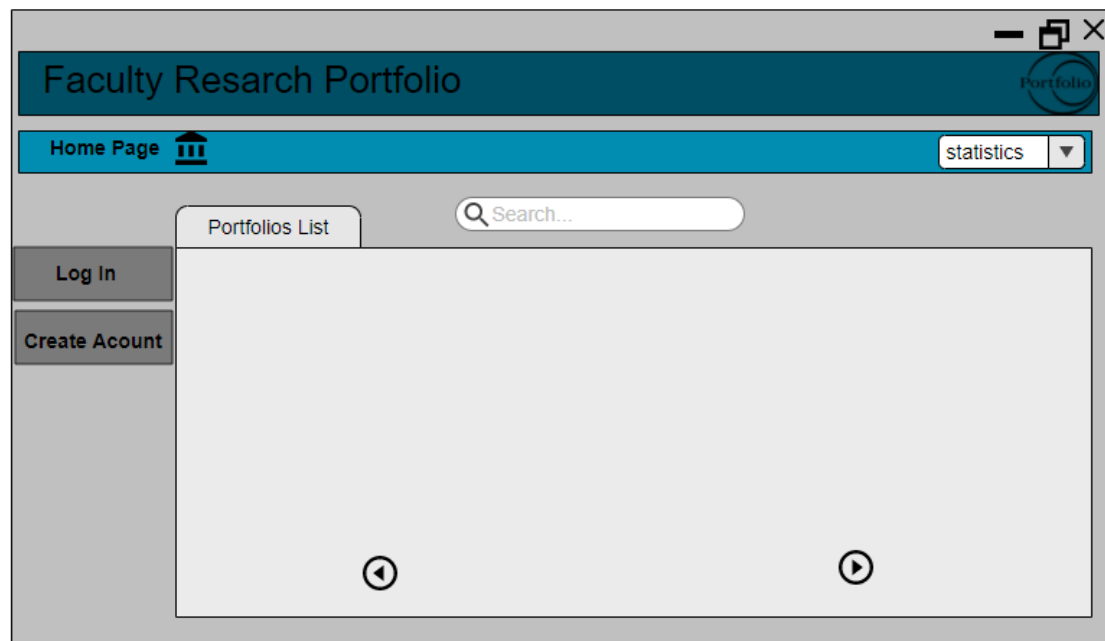 Faculty Resarch Portfolio
Portfolio
Home Page
statistics
Search...
Portfolios List
Log In
Create Acount